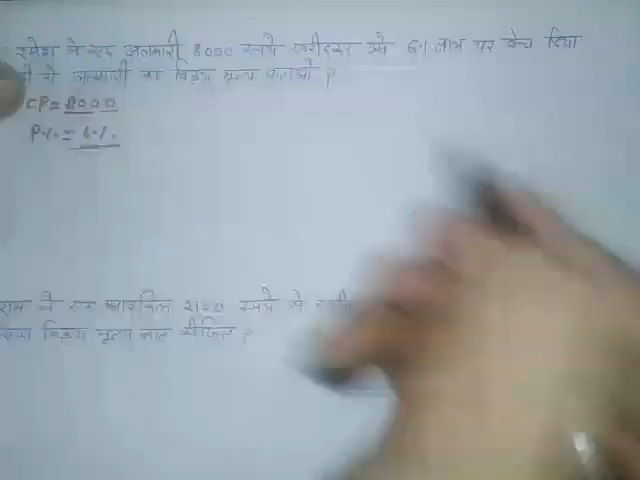 रमेश ने एक अलमारी 8000 रुपये खरीदकर उसे 6% लाभ पर बेच दिया
तो अलमारी का विक्रय मूल्य बताओ ?
CP = 8000
P.%. = 6.%.
राम ने एक साइकिल 2100 रुपये में
विक्रय मूल्य ज्ञात कीजिए ?